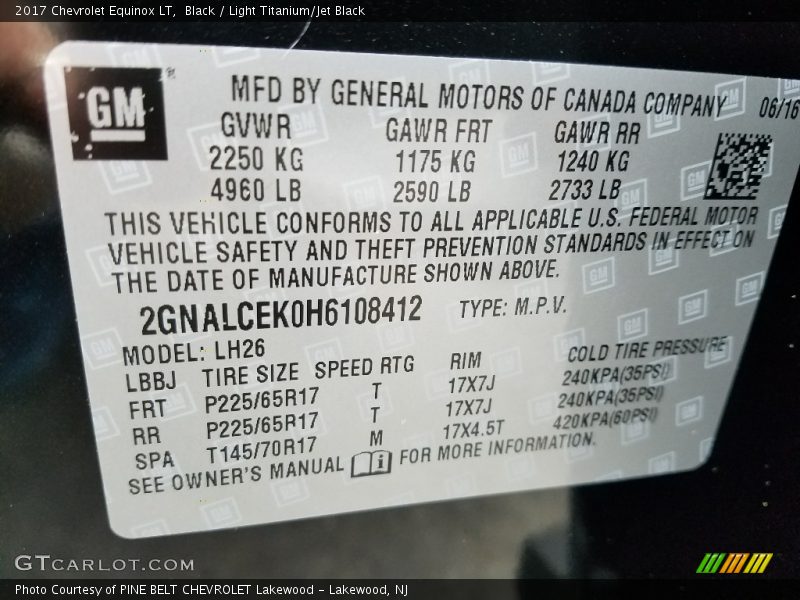 2017 Chevrolet Equinox LT,  Black / Light Titanium/Jet Black
GM®
MFD BY GENERAL MOTORS OF CANADA COMPANY 06/16
GVWR GAWR FRT GAWR RR
2250 KG 1175 KG 1240 KG
4960 LB 2590 LB 2733 LB
THIS VEHICLE CONFORMS TO ALL APPLICABLE U.S. FEDERAL MOTOR
VEHICLE SAFETY AND THEFT PREVENTION STANDARDS IN EFFECT ON
THE DATE OF MANUFACTURE SHOWN ABOVE.
2GNALCEK0H6108412 TYPE: M.P.V.
MODEL: LH26
LBBJ TIRE SIZE SPEED RTG RIM COLD TIRE PRESSURE
FRT P225/65R17 T 17X7J 240KPA(35PSI)
RR P225/65R17 T 17X7J 240KPA(35PSI)
SPA T145/70R17 M 17X4.5T 420KPA(60PSI)
SEE OWNER'S MANUAL FOR MORE INFORMATION.
GTCARLOT.COM
Photo Courtesy of PINE BELT CHEVROLET Lakewood - Lakewood, NJ